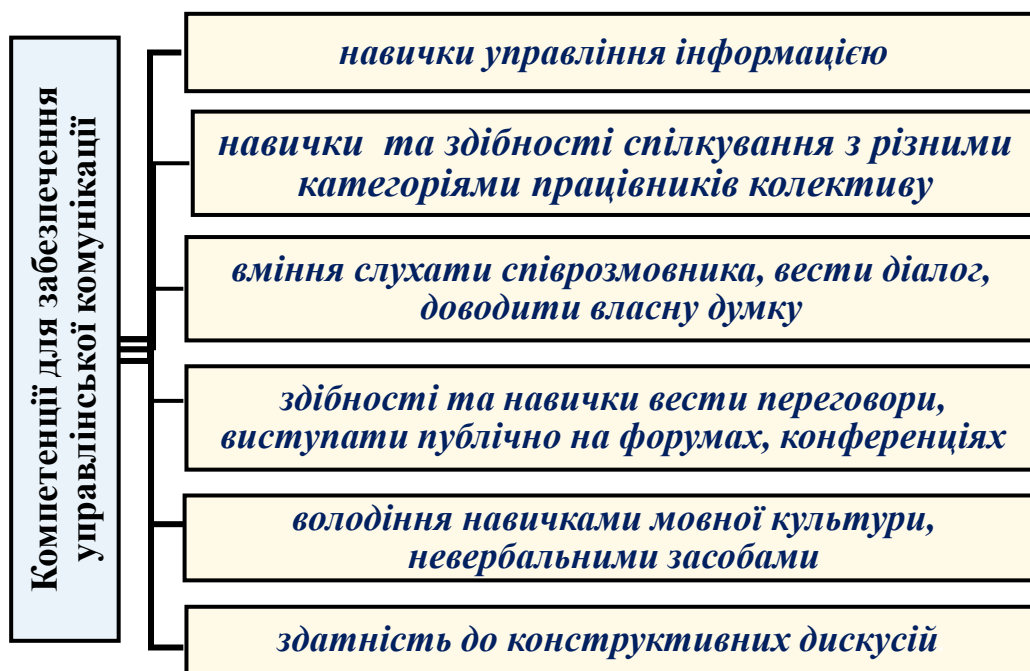 Компетенції для забезпечення
управлінської комунікації
навички управління інформацією
навички та здібності спілкування з різними
категоріями працівників колективу
вміння слухати співрозмовника, вести діалог,
доводити власну думку
здібності та навички вести переговори,
виступати публічно на форумах, конференціях
володіння навичками мовної культури,
невербальними засобами
здатність до конструктивних дискусій